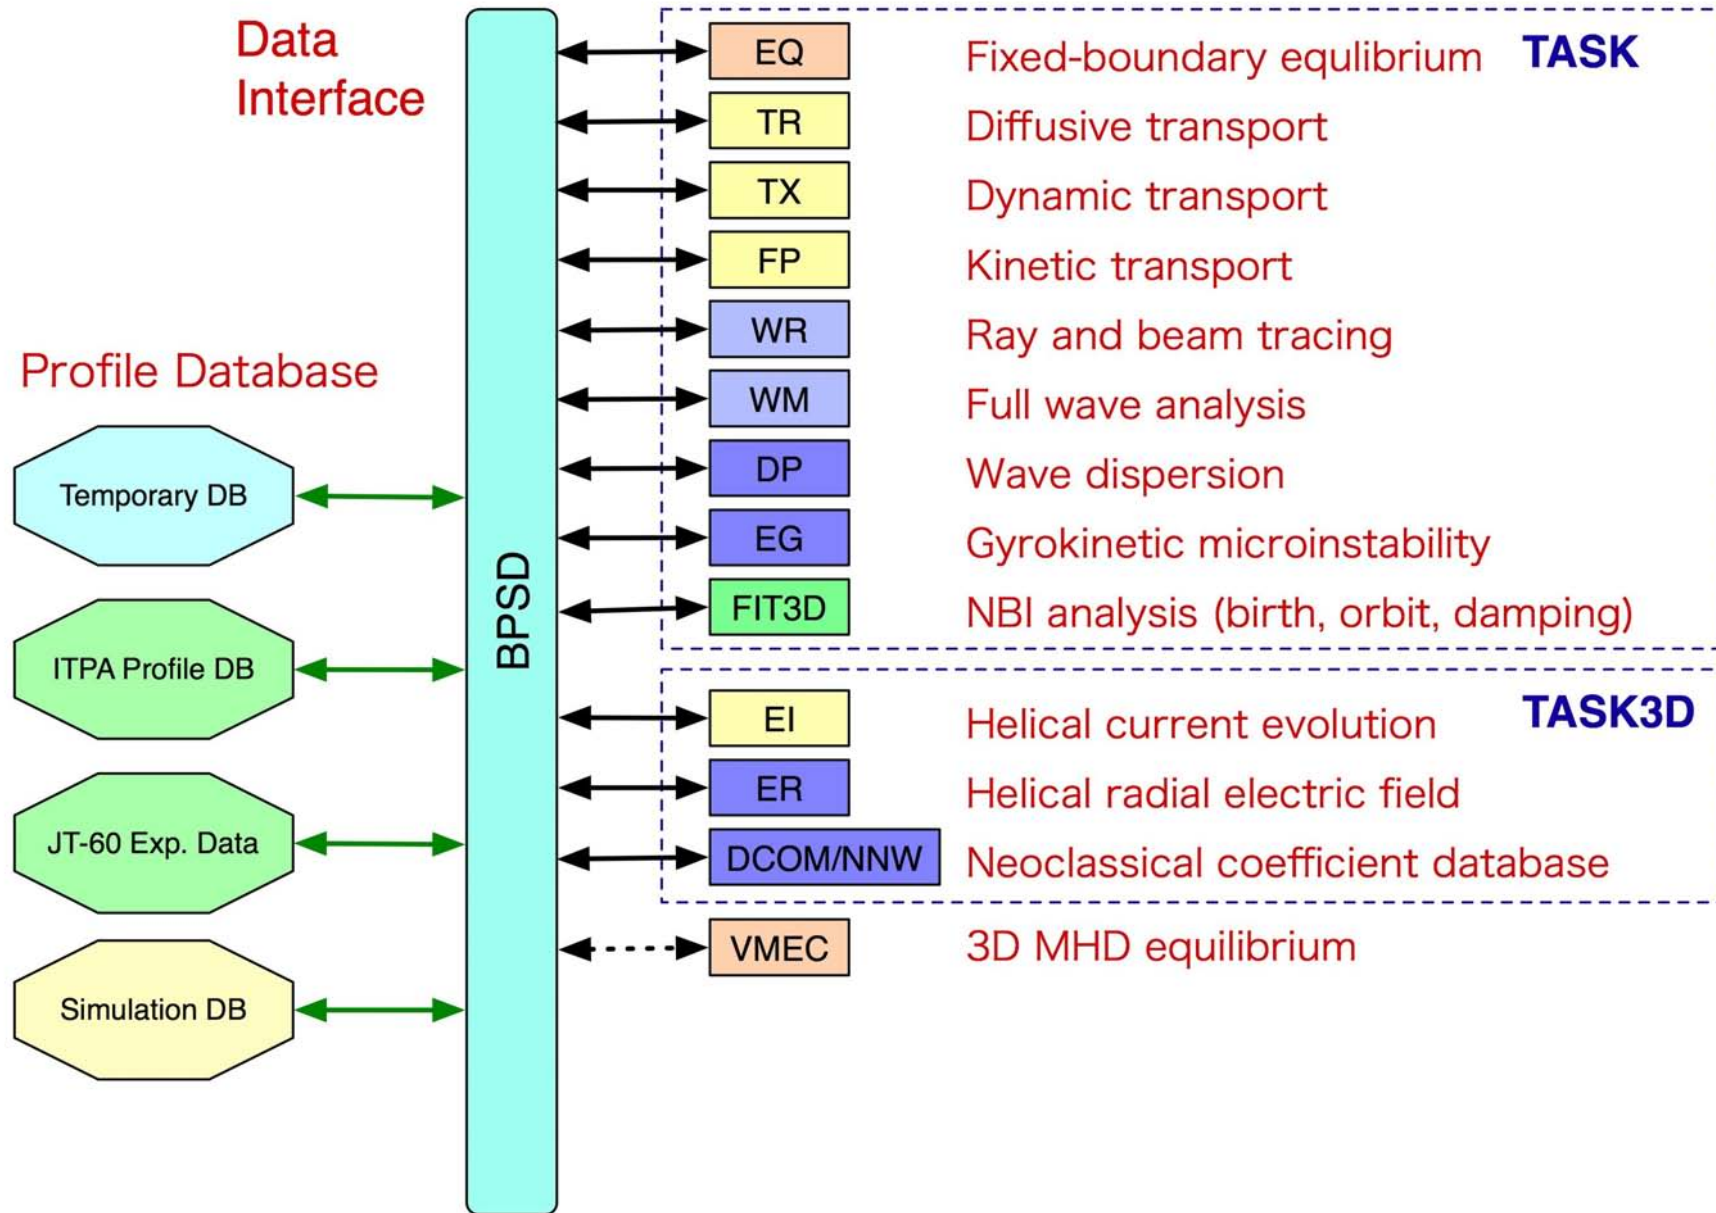 Data
Interface
Profile Database
Temporary DB
ITPA Profile DB
JT-60 Exp. Data
Simulation DB
BPSD
EQ Fixed-boundary equlibrium TASK
TR Diffusive transport
TX Dynamic transport
FP Kinetic transport
WR Ray and beam tracing
WM Full wave analysis
DP Wave dispersion
EG Gyrokinetic microinstability
FIT3D NBI analysis (birth, orbit, damping)
EI Helical current evolution TASK3D
ER Helical radial electric field
DCOM/NNW Neoclassical coefficient database
VMEC 3D MHD equilibrium